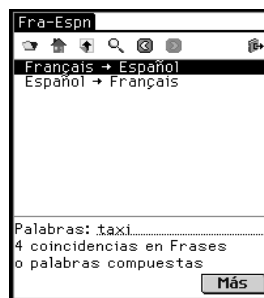 Fra-Espn
Français → Español
Español → Français
Palabras: taxi
4 coincidencias en Frases
o palabras compuestas
Más